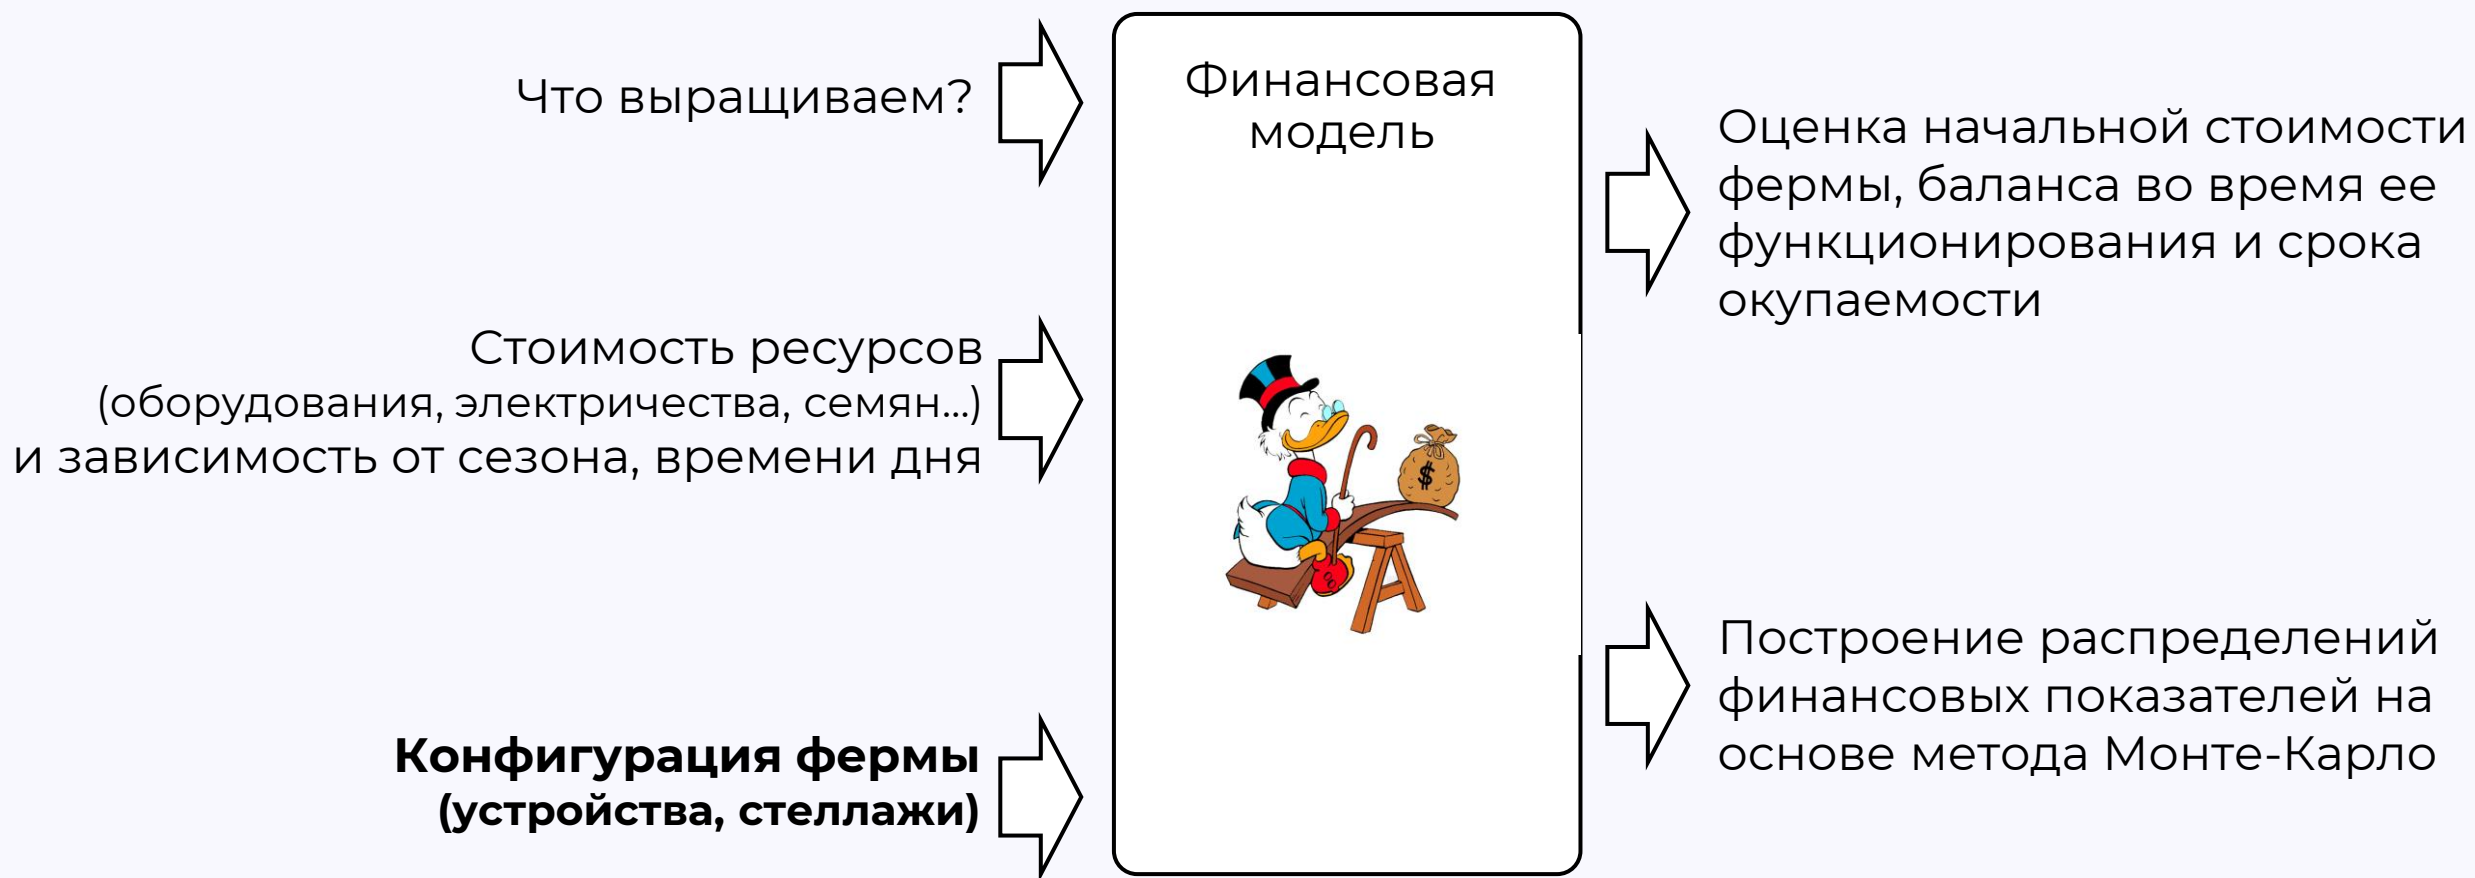 Что выращиваем?
Стоимость ресурсов
(оборудования, электричества, семян...)
и зависимость от сезона, времени дня
Конфигурация фермы
(устройства, стеллажи)
Финансовая
модель
$
Оценка начальной стоимости
фермы, баланса во время ее
функционирования и срока
окупаемости
Построение распределений
финансовых показателей на
основе метода Монте-Карло